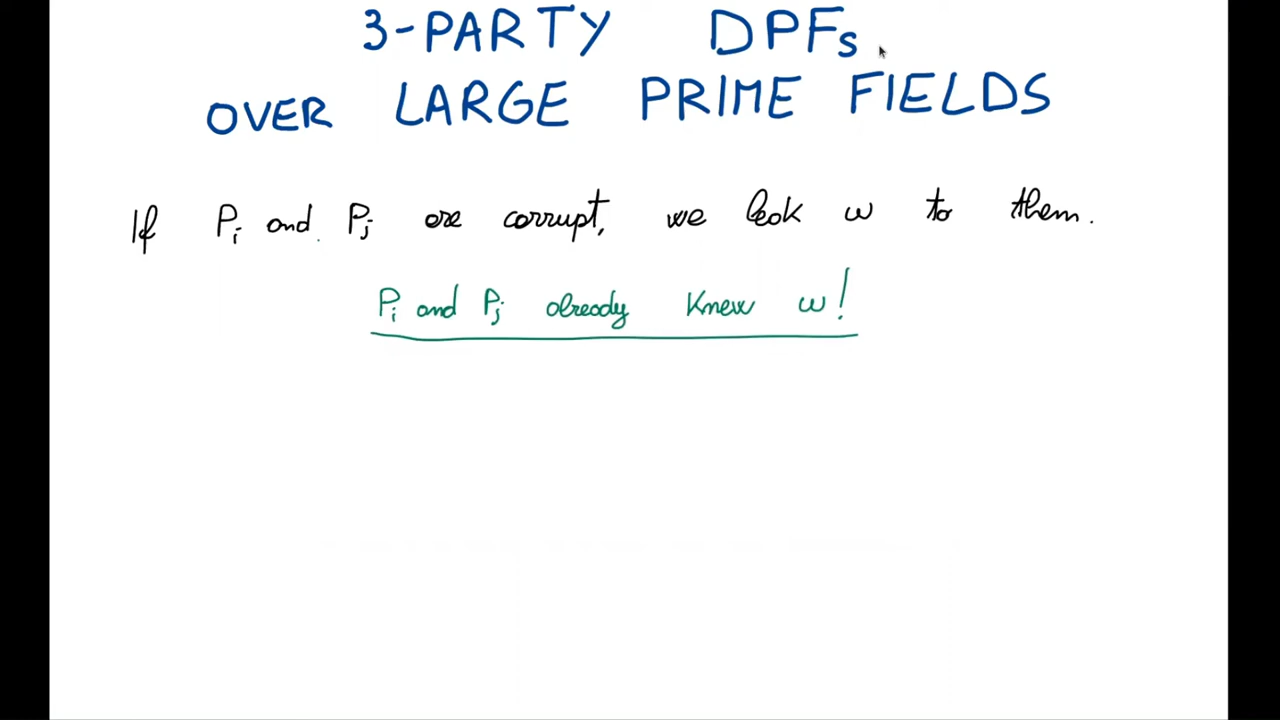 3-PARTY DPFs
OVER LARGE PRIME FIELDS
If Pi and Pj are corrupt, we leak ω to them.
Pi and Pj already knew ω!